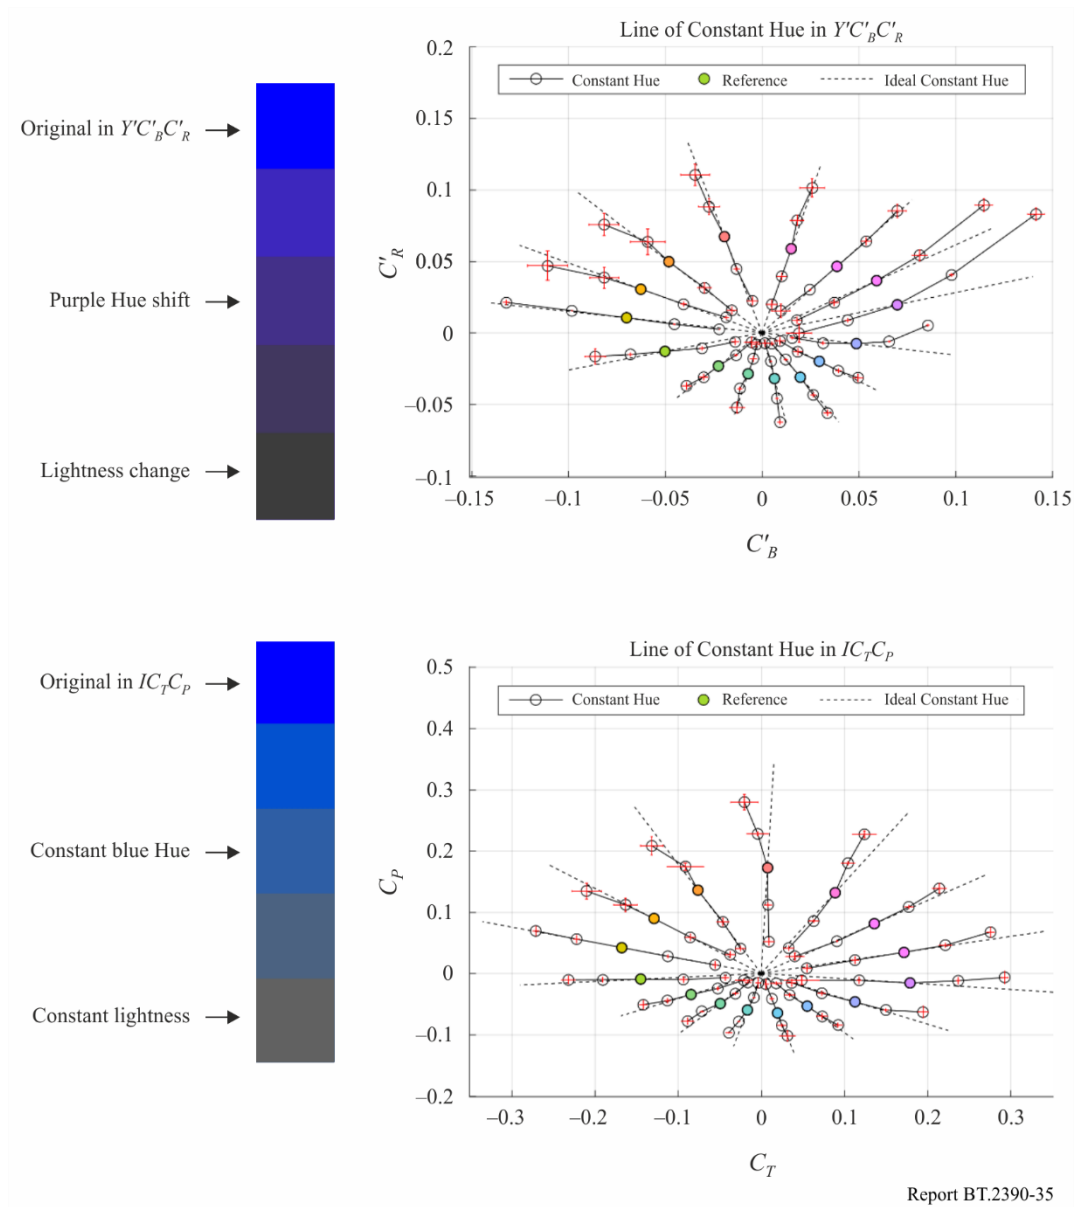 Line of Constant Hue in Y′C′BC′R
0.2
Constant Hue
Reference
Ideal Constant Hue
Original in Y′C′BC′R
0.15
0.1
C′R
0.05
Purple Hue shift
0
–0.05
Lightness change
–0.1
–0.15
–0.1
–0.05
0
0.05
0.1
0.15
C′B
Line of Constant Hue in ICTCP
0.5
Original in ICTCP
Constant Hue
Reference
Ideal Constant Hue
0.4
0.3
0.2
Constant blue Hue
CP
0.1
0
Constant lightness
–0.1
–0.2
–0.3
–0.2
–0.1
0
0.1
0.2
0.3
CT
Report BT.2390-35